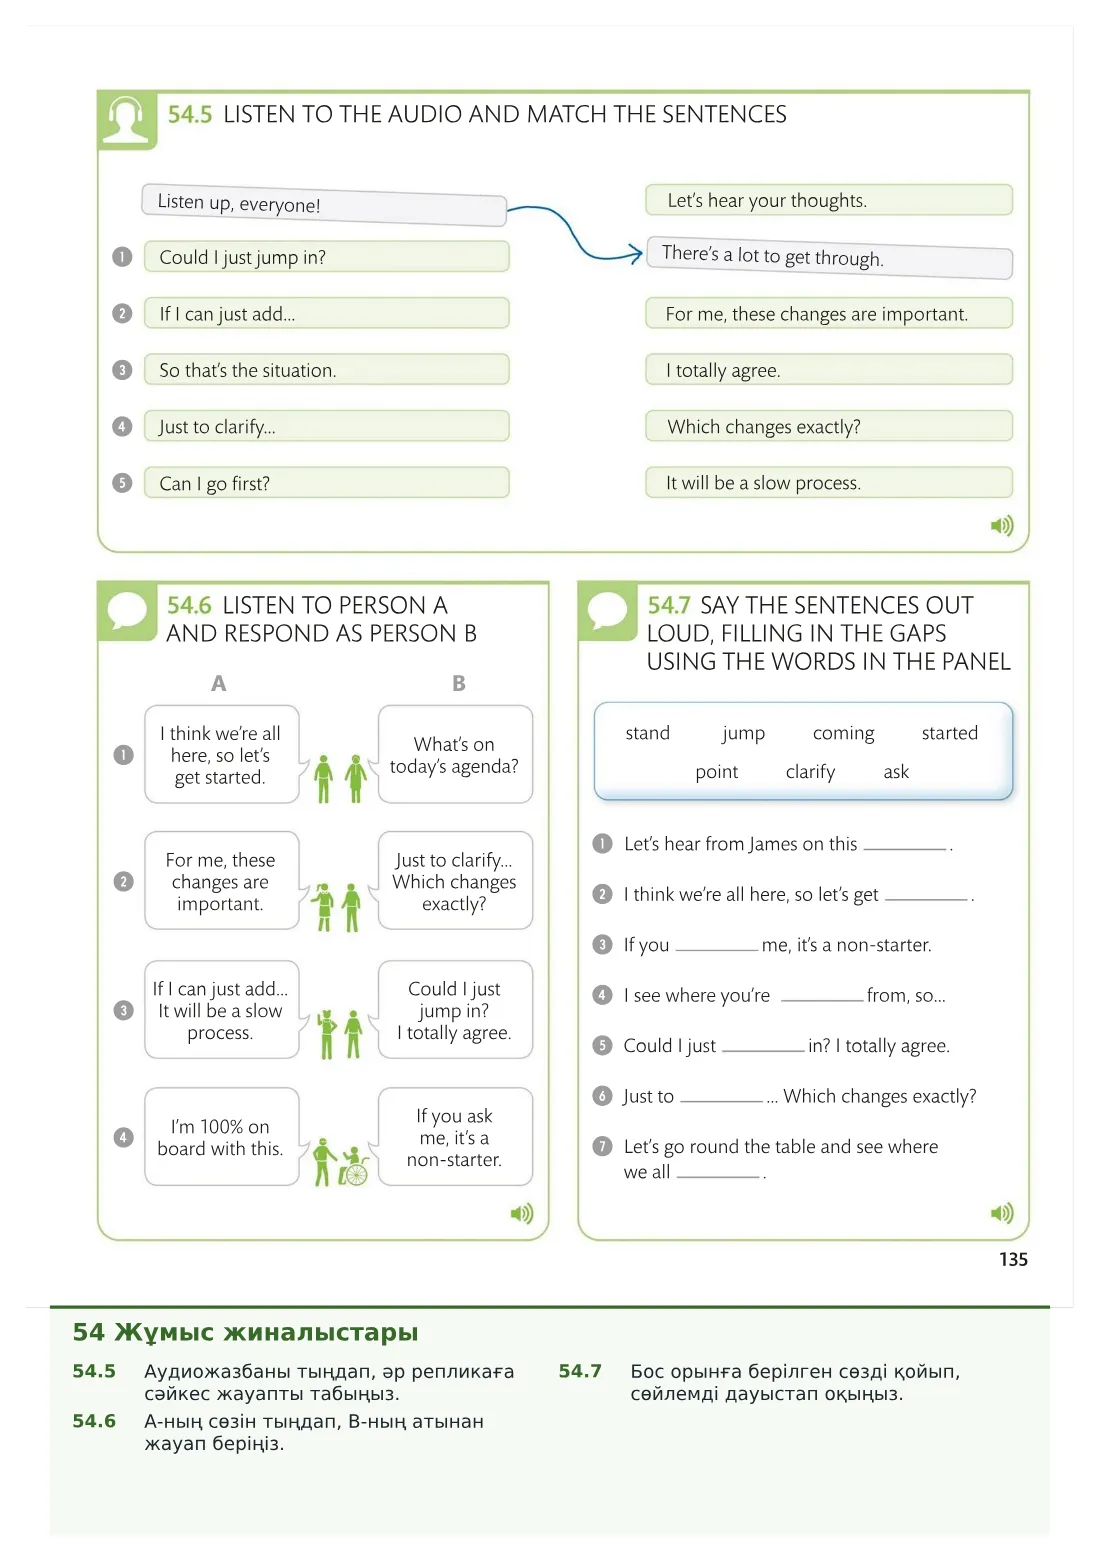 54.5 LISTEN TO THE AUDIO AND MATCH THE SENTENCES
Listen up, everyone!
Let's hear your thoughts.
1 Could I just jump in?
There's a lot to get through.
2 If I can just add...
For me, these changes are important.
3 So that's the situation.
I totally agree.
4 Just to clarify...
Which changes exactly?
5 Can I go first?
It will be a slow process.
54.6 LISTEN TO PERSON A
AND RESPOND AS PERSON B
A
B
1
I think we're all
here, so let's
get started.
What's on
today's agenda?
2
For me, these
changes are
important.
Just to clarify...
Which changes
exactly?
3
If I can just add...
It will be a slow
process.
Could I just
jump in?
I totally agree.
4
I'm 100% on
board with this.
If you ask
me, it's a
non-starter.
54.7 SAY THE SENTENCES OUT
LOUD, FILLING IN THE GAPS
USING THE WORDS IN THE PANEL
stand jump coming started
point clarify ask
1 Let's hear from James on this ________ .
2 I think we're all here, so let's get ________ .
3 If you ________ me, it's a non-starter.
4 I see where you're ________ from, so...
5 Could I just ________ in? I totally agree.
6 Just to ________ ... Which changes exactly?
7 Let's go round the table and see where
we all ________ .
135
54 Жұмыс жиналыстары
54.5 Аудиожазбаны тыңдап, әр репликаға
сәйкес жауапты табыңыз.
54.6 А-ның сөзін тыңдап, В-ның атынан
жауап беріңіз.
54.7 Бос орынға берілген сөзді қойып,
сөйлемді дауыстап оқыңыз.